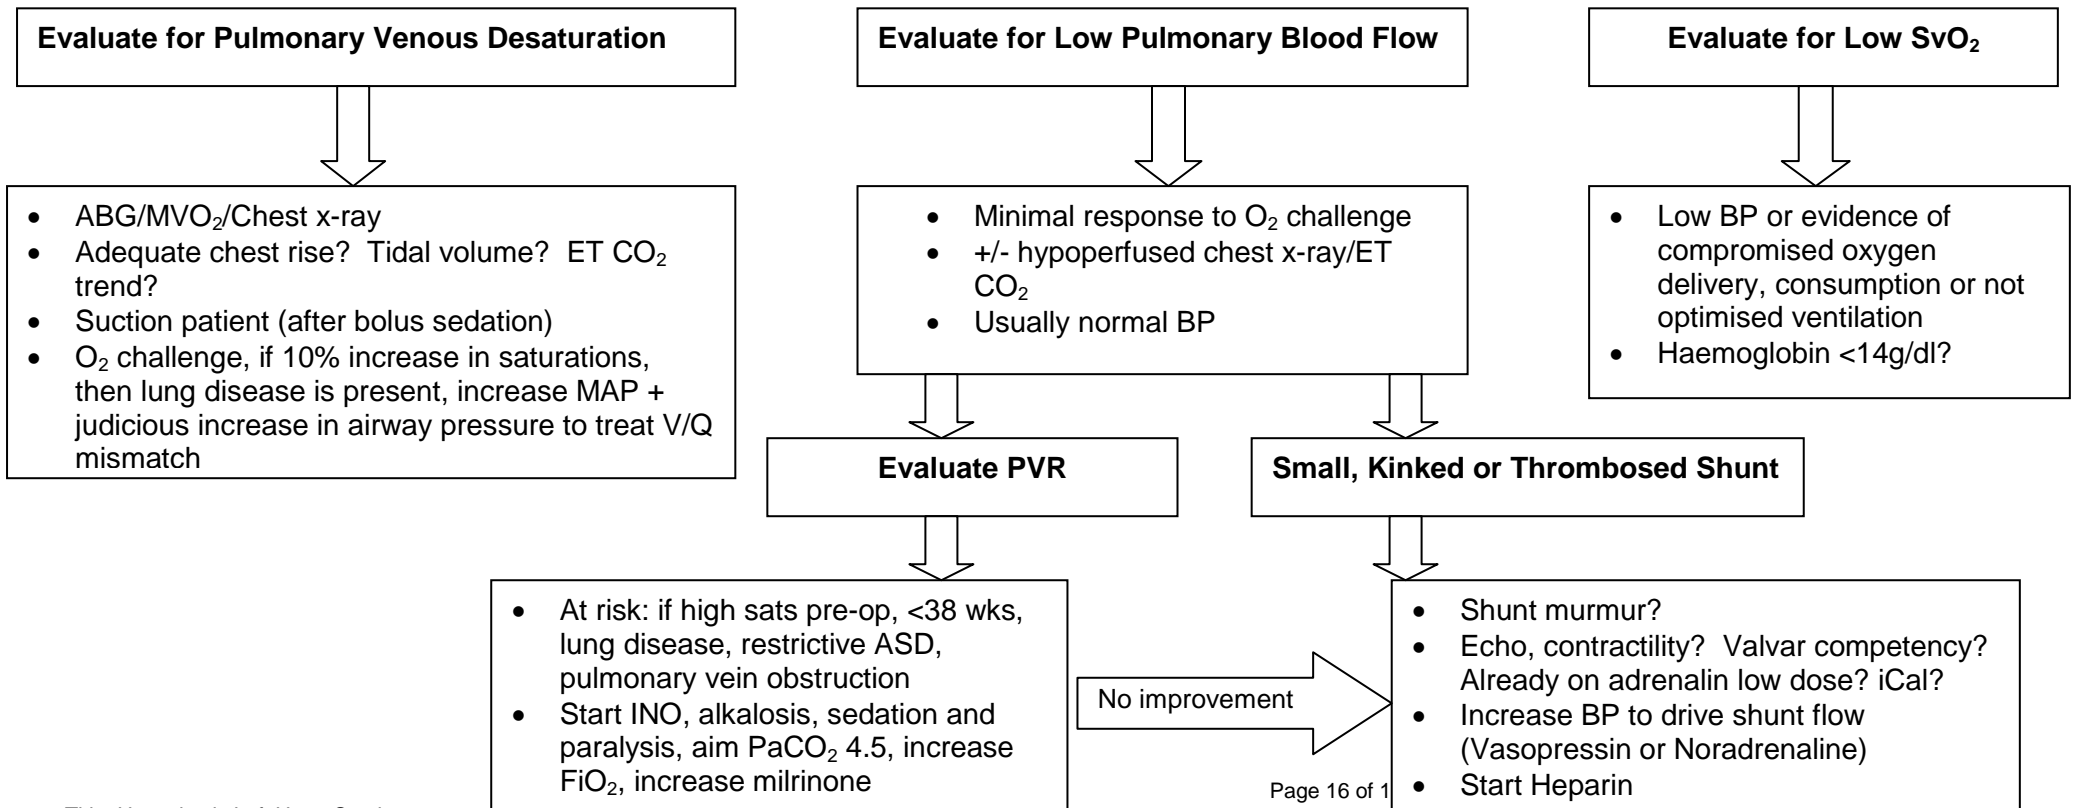 Evaluate for Pulmonary Venous Desaturation
Evaluate for Low Pulmonary Blood Flow
Evaluate for Low SvO₂
• ABG/MVO₂/Chest x-ray
• Adequate chest rise? Tidal volume? ET CO₂
trend?
• Suction patient (after bolus sedation)
• O₂ challenge, if 10% increase in saturations,
then lung disease is present, increase MAP +
judicious increase in airway pressure to treat V/Q
mismatch
• Minimal response to O₂ challenge
• +/- hypoperfused chest x-ray/ET
CO₂
• Usually normal BP
• Low BP or evidence of
compromised oxygen
delivery, consumption or not
optimised ventilation
• Haemoglobin <14g/dl?
Evaluate PVR
Small, Kinked or Thrombosed Shunt
• At risk: if high sats pre-op, <38 wks,
lung disease, restrictive ASD,
pulmonary vein obstruction
• Start INO, alkalosis, sedation and
paralysis, aim PaCO₂ 4.5, increase
FiO₂, increase milrinone
No improvement
• Shunt murmur?
• Echo, contractility? Valvar competency?
Already on adrenalin low dose? iCal?
• Increase BP to drive shunt flow
(Vasopressin or Noradrenaline)
• Start Heparin
Page 16 of 1